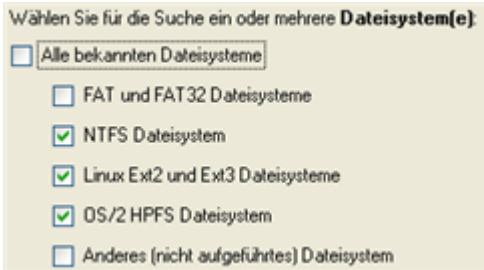 Wählen Sie für die Suche ein oder mehrere Dateisystem(e):
Alle bekannten Dateisysteme
FAT und FAT32 Dateisysteme
NTFS Dateisystem
Linux Ext2 und Ext3 Dateisysteme
OS/2 HPFS Dateisystem
Anderes (nicht aufgeführtes) Dateisystem